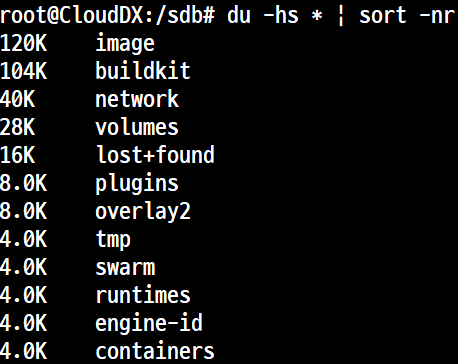 root@CloudDX:/sdb# du -hs * | sort -nr
120K    image
104K    buildkit
40K     network
28K     volumes
16K     lost+found
8.0K    plugins
8.0K    overlay2
4.0K    tmp
4.0K    swarm
4.0K    runtimes
4.0K    engine-id
4.0K    containers